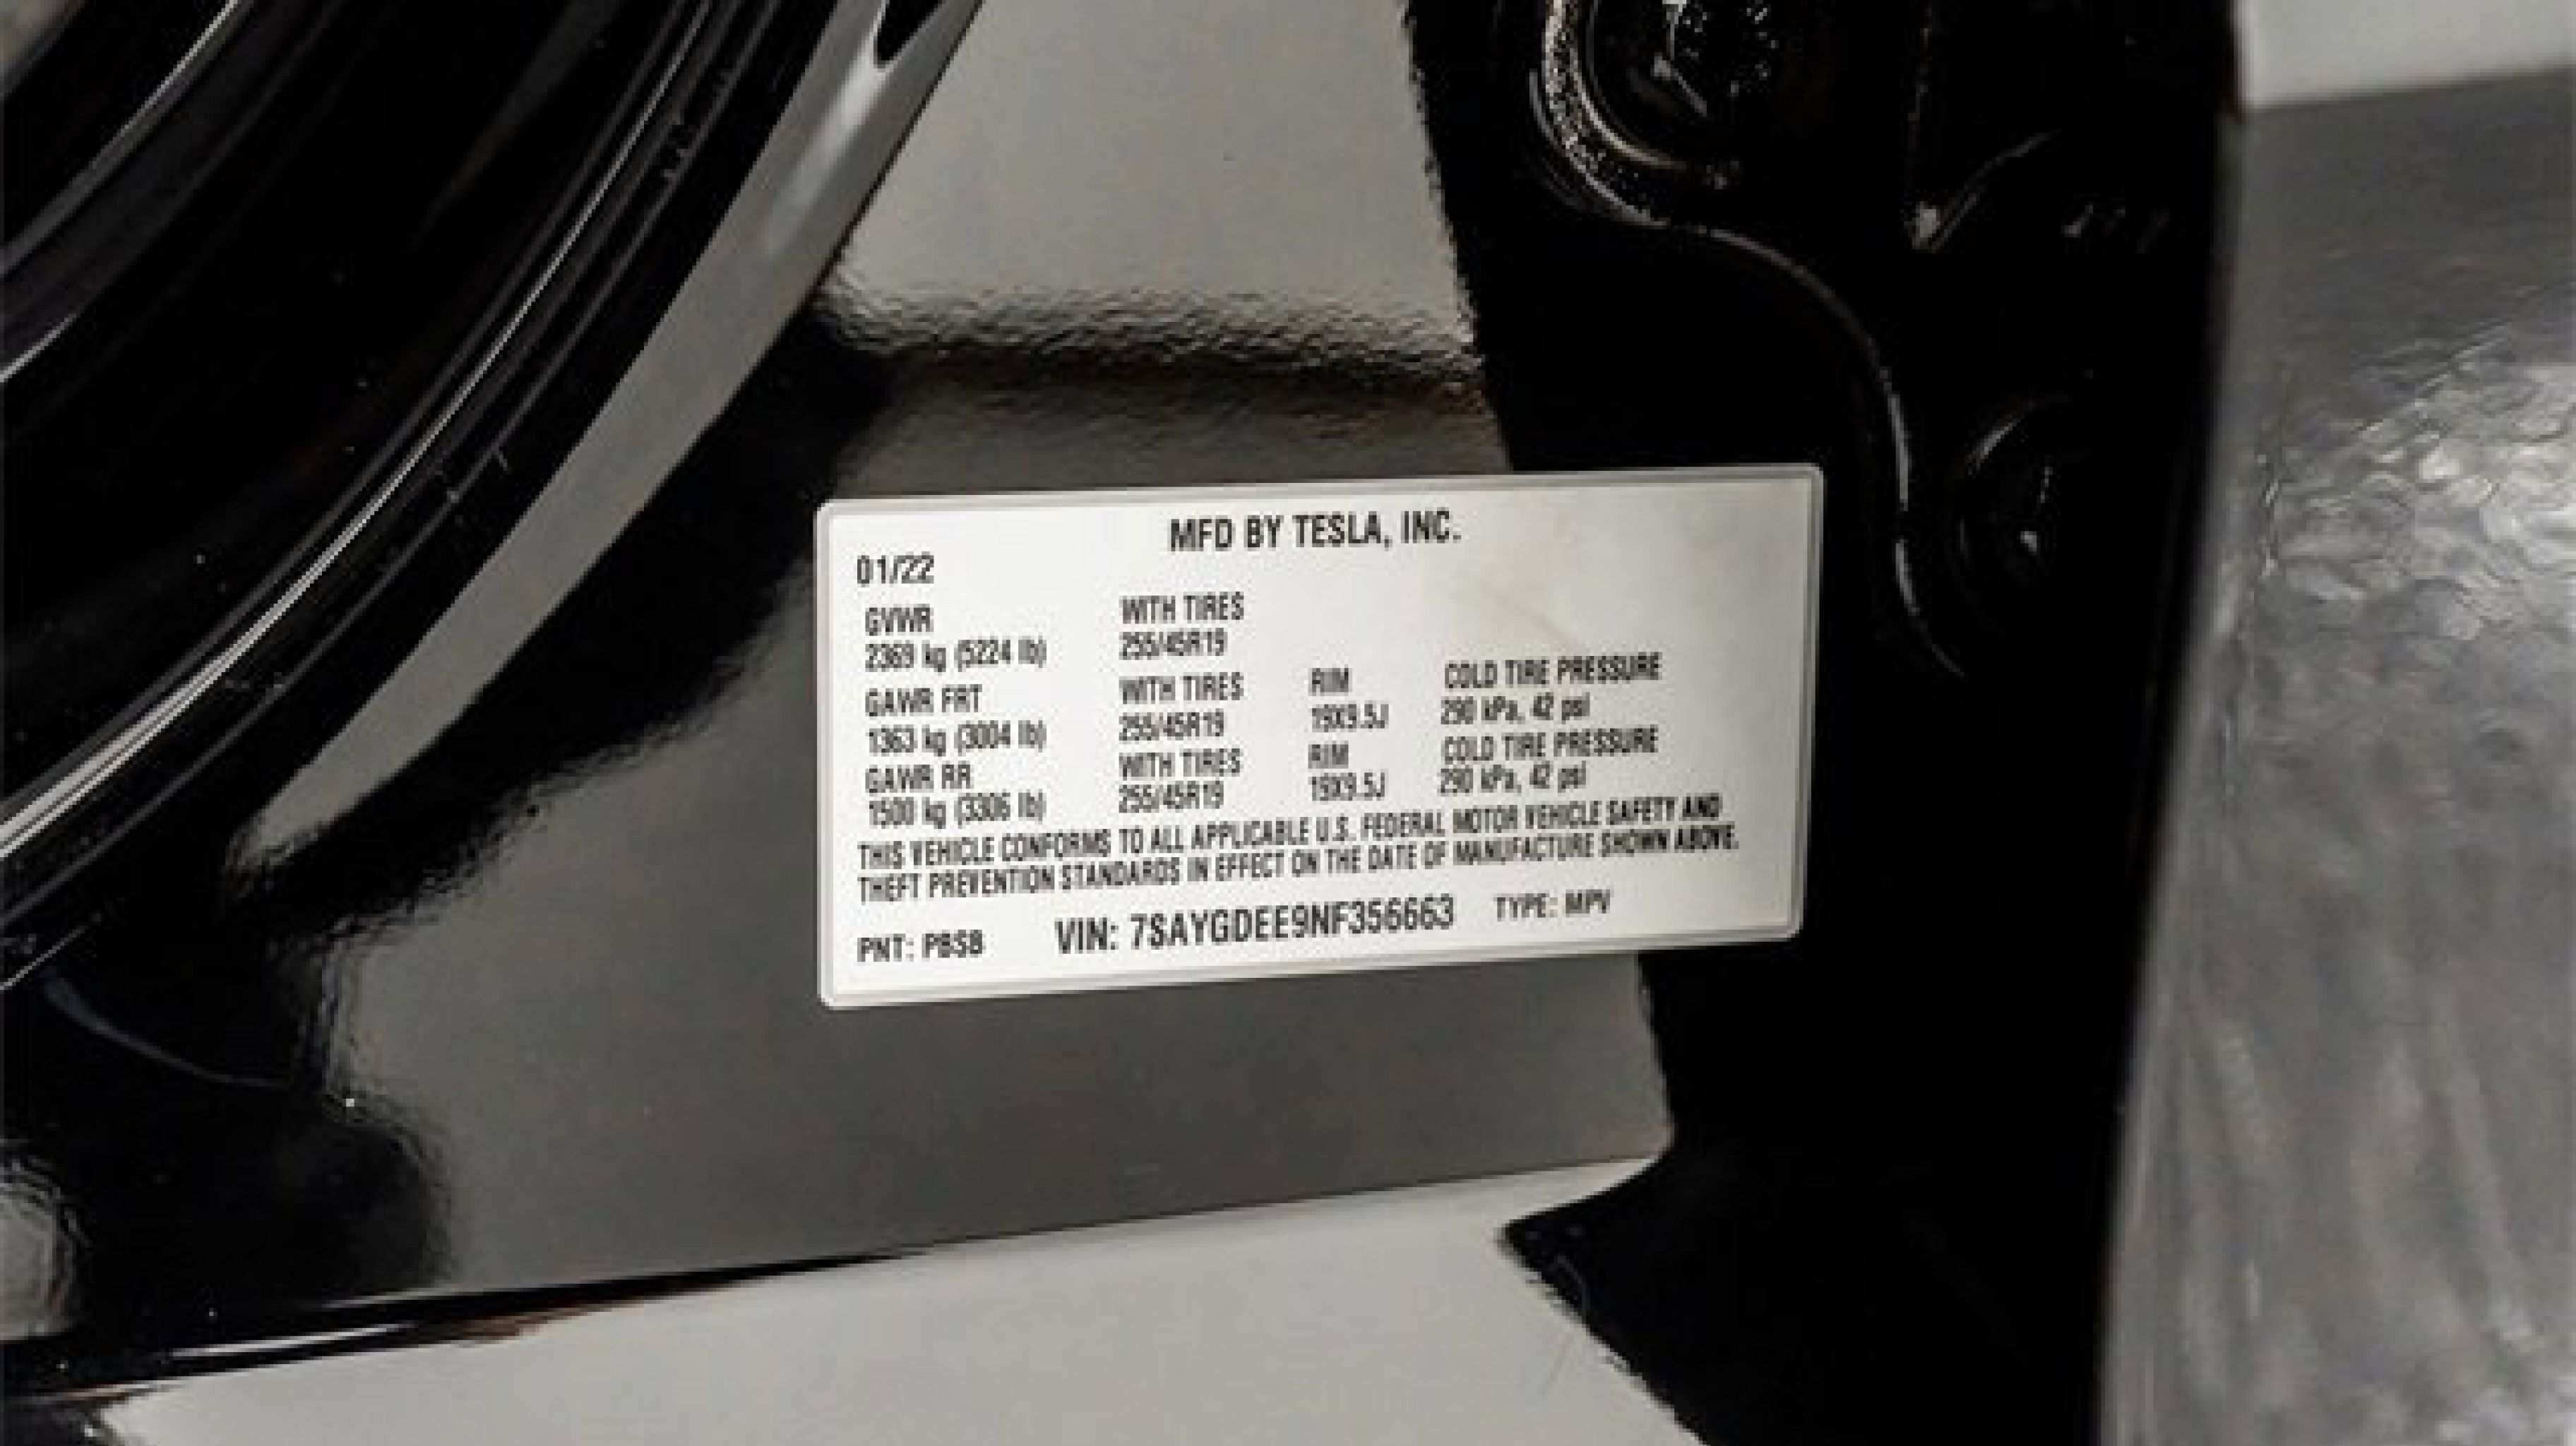 MFD BY TESLA, INC.
01/22
GVWR WITH TIRES
2369 kg (5224 lb) 255/45R19
GAWR FRT WITH TIRES RIM COLD TIRE PRESSURE
1363 kg (3004 lb) 255/45R19 19X9.5J 290 kPa, 42 psi
GAWR RR WITH TIRES RIM COLD TIRE PRESSURE
1500 kg (3306 lb) 255/45R19 19X9.5J 290 kPa, 42 psi
THIS VEHICLE CONFORMS TO ALL APPLICABLE U.S. FEDERAL MOTOR VEHICLE SAFETY AND
THEFT PREVENTION STANDARDS IN EFFECT ON THE DATE OF MANUFACTURE SHOWN ABOVE.
PNT: PBSB VIN: 7SAYGDEE9NF356663 TYPE: MPV